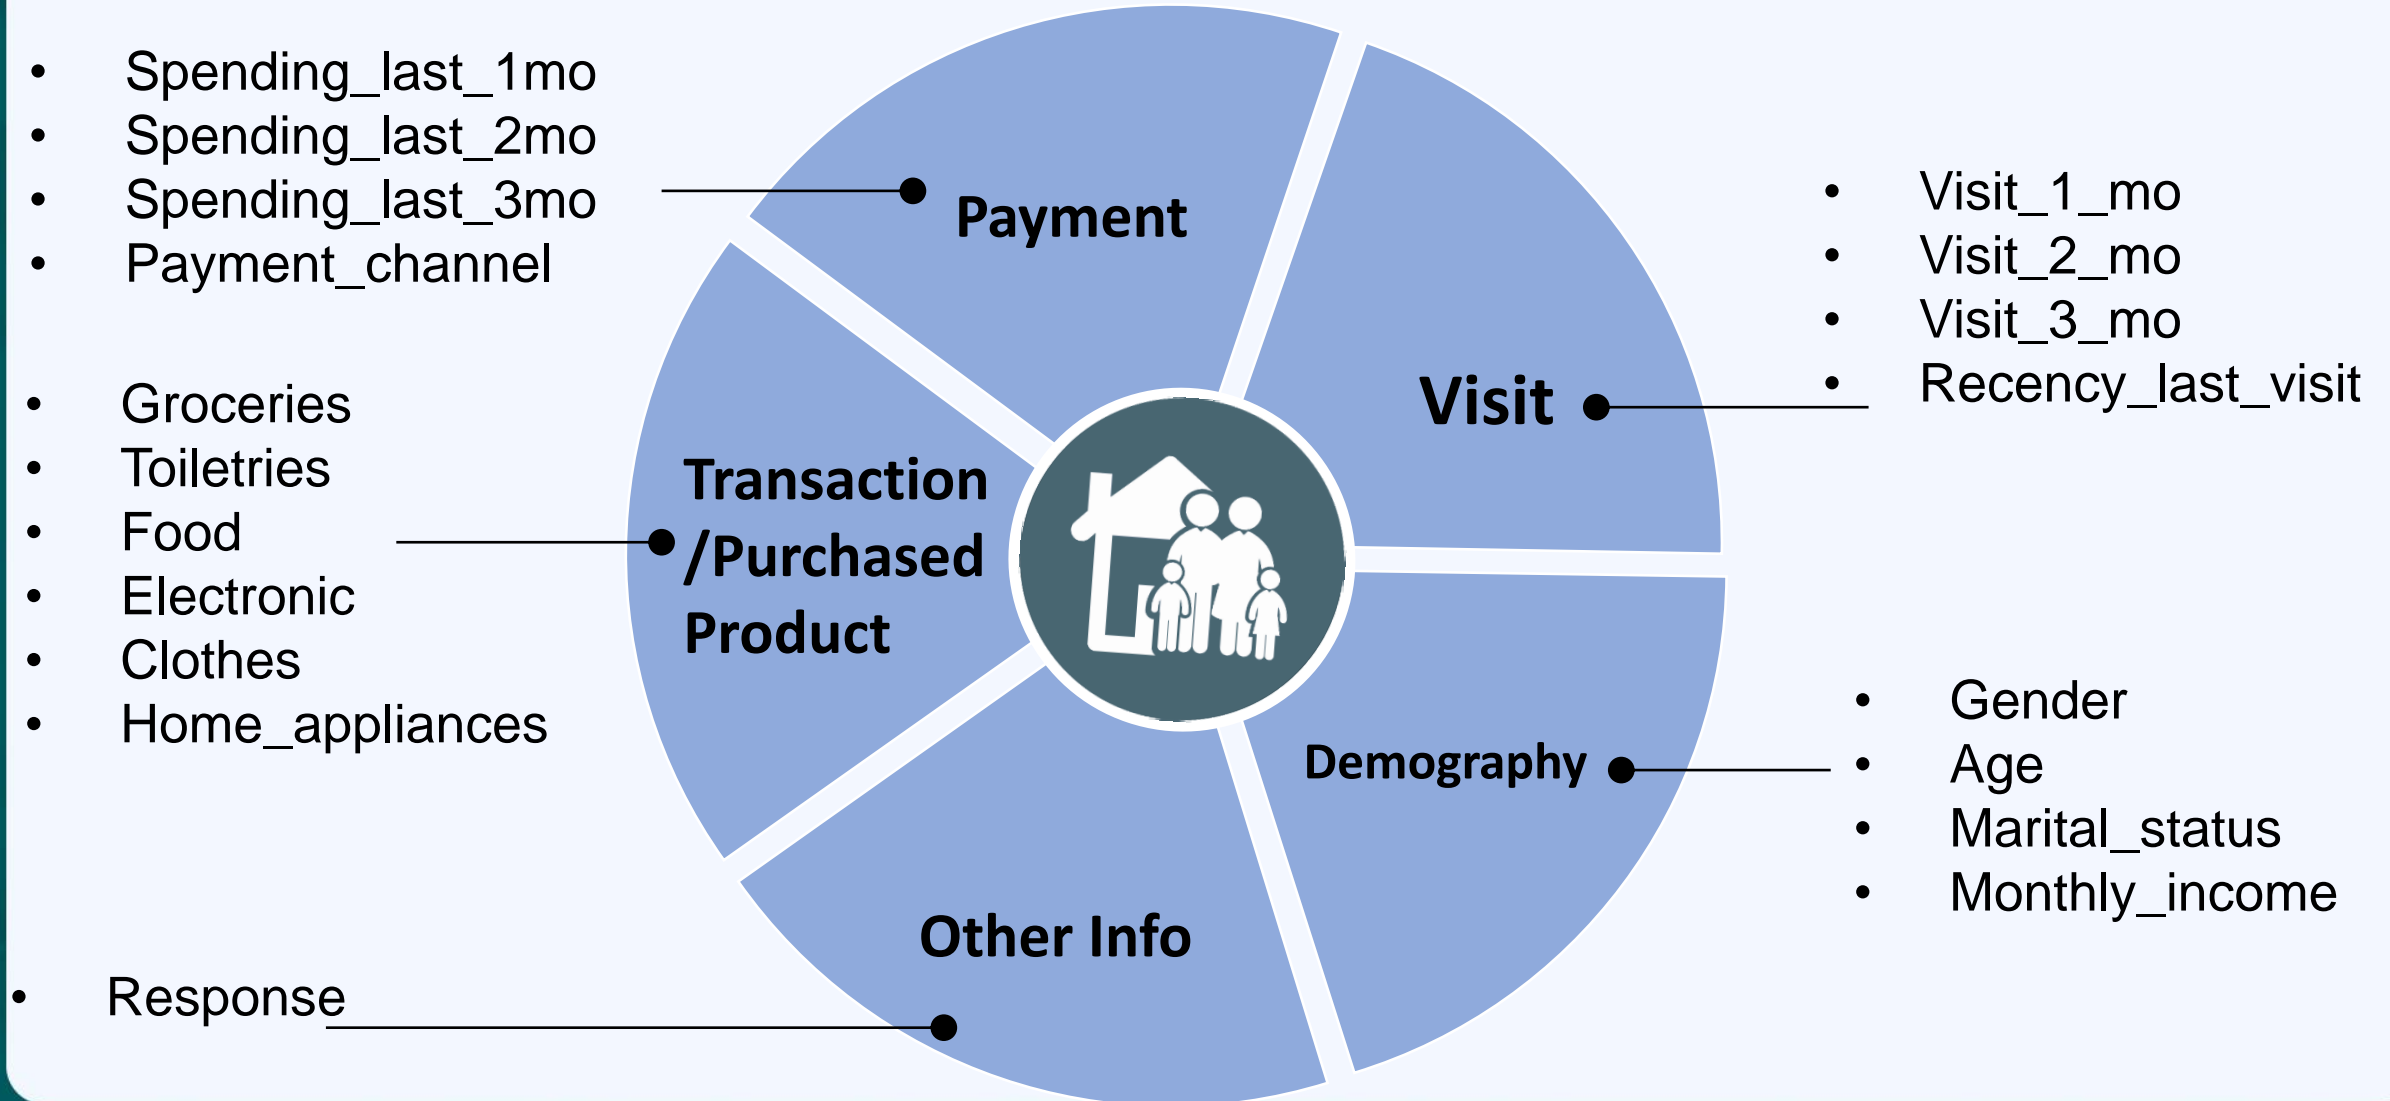 • Spending_last_1mo
• Spending_last_2mo
• Spending_last_3mo
• Payment_channel
Payment
• Groceries
• Toiletries
• Food
• Electronic
• Clothes
• Home_appliances
Transaction
/Purchased
Product
• Response
Other Info
Visit
• Visit_1_mo
• Visit_2_mo
• Visit_3_mo
• Recency_last_visit
Demography
• Gender
• Age
• Marital_status
• Monthly_income